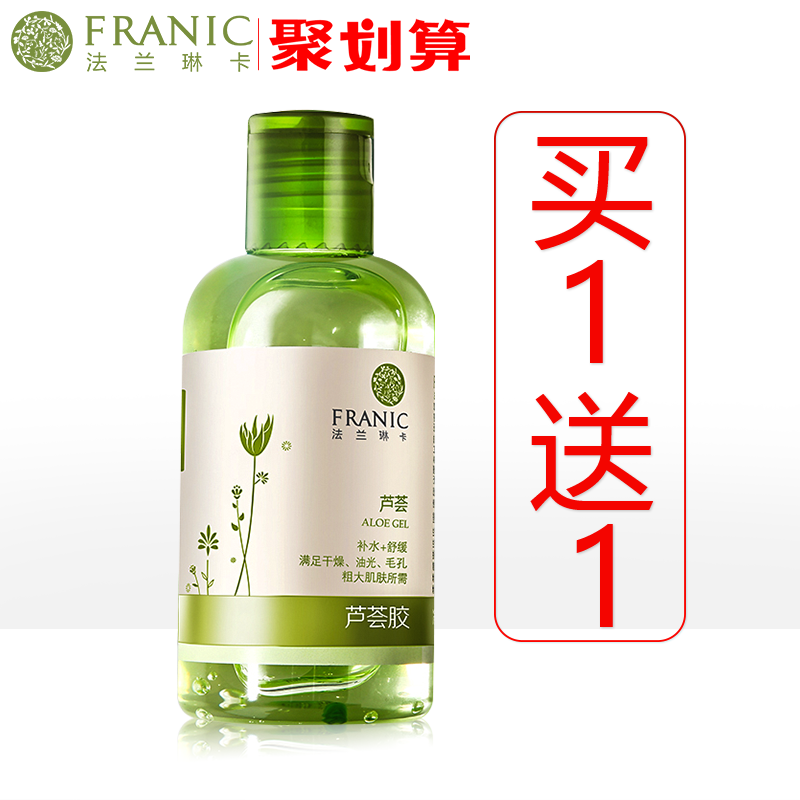 FRANIC
法兰琳卡
聚划算
买
1
送
1
FRANIC
法兰琳卡
芦荟
ALOE GEL
补水+舒缓
满足干燥、油光、毛孔
粗大肌肤所需
芦荟胶